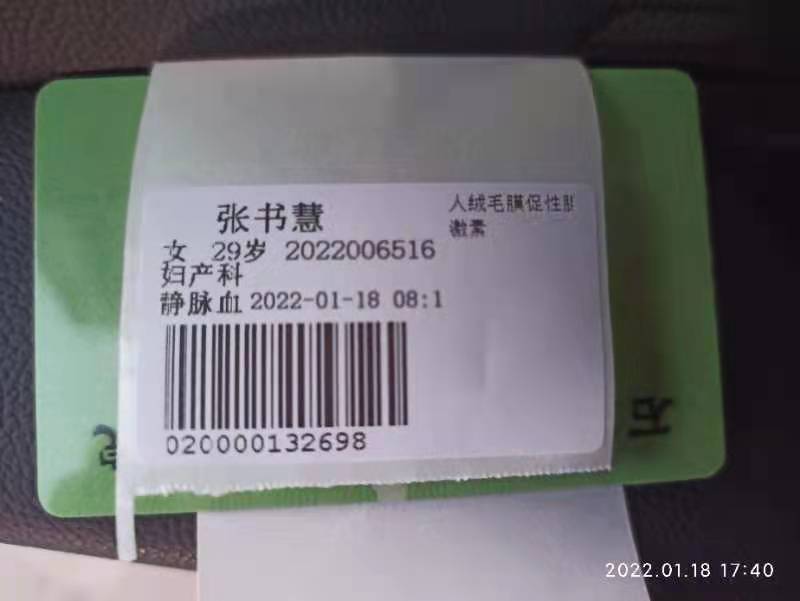 张书慧
人绒毛膜促性腺
激素
女 29岁 2022006516
妇产科
静脉血 2022-01-18 08:1
020000132698
石
2022.01.18 17:40